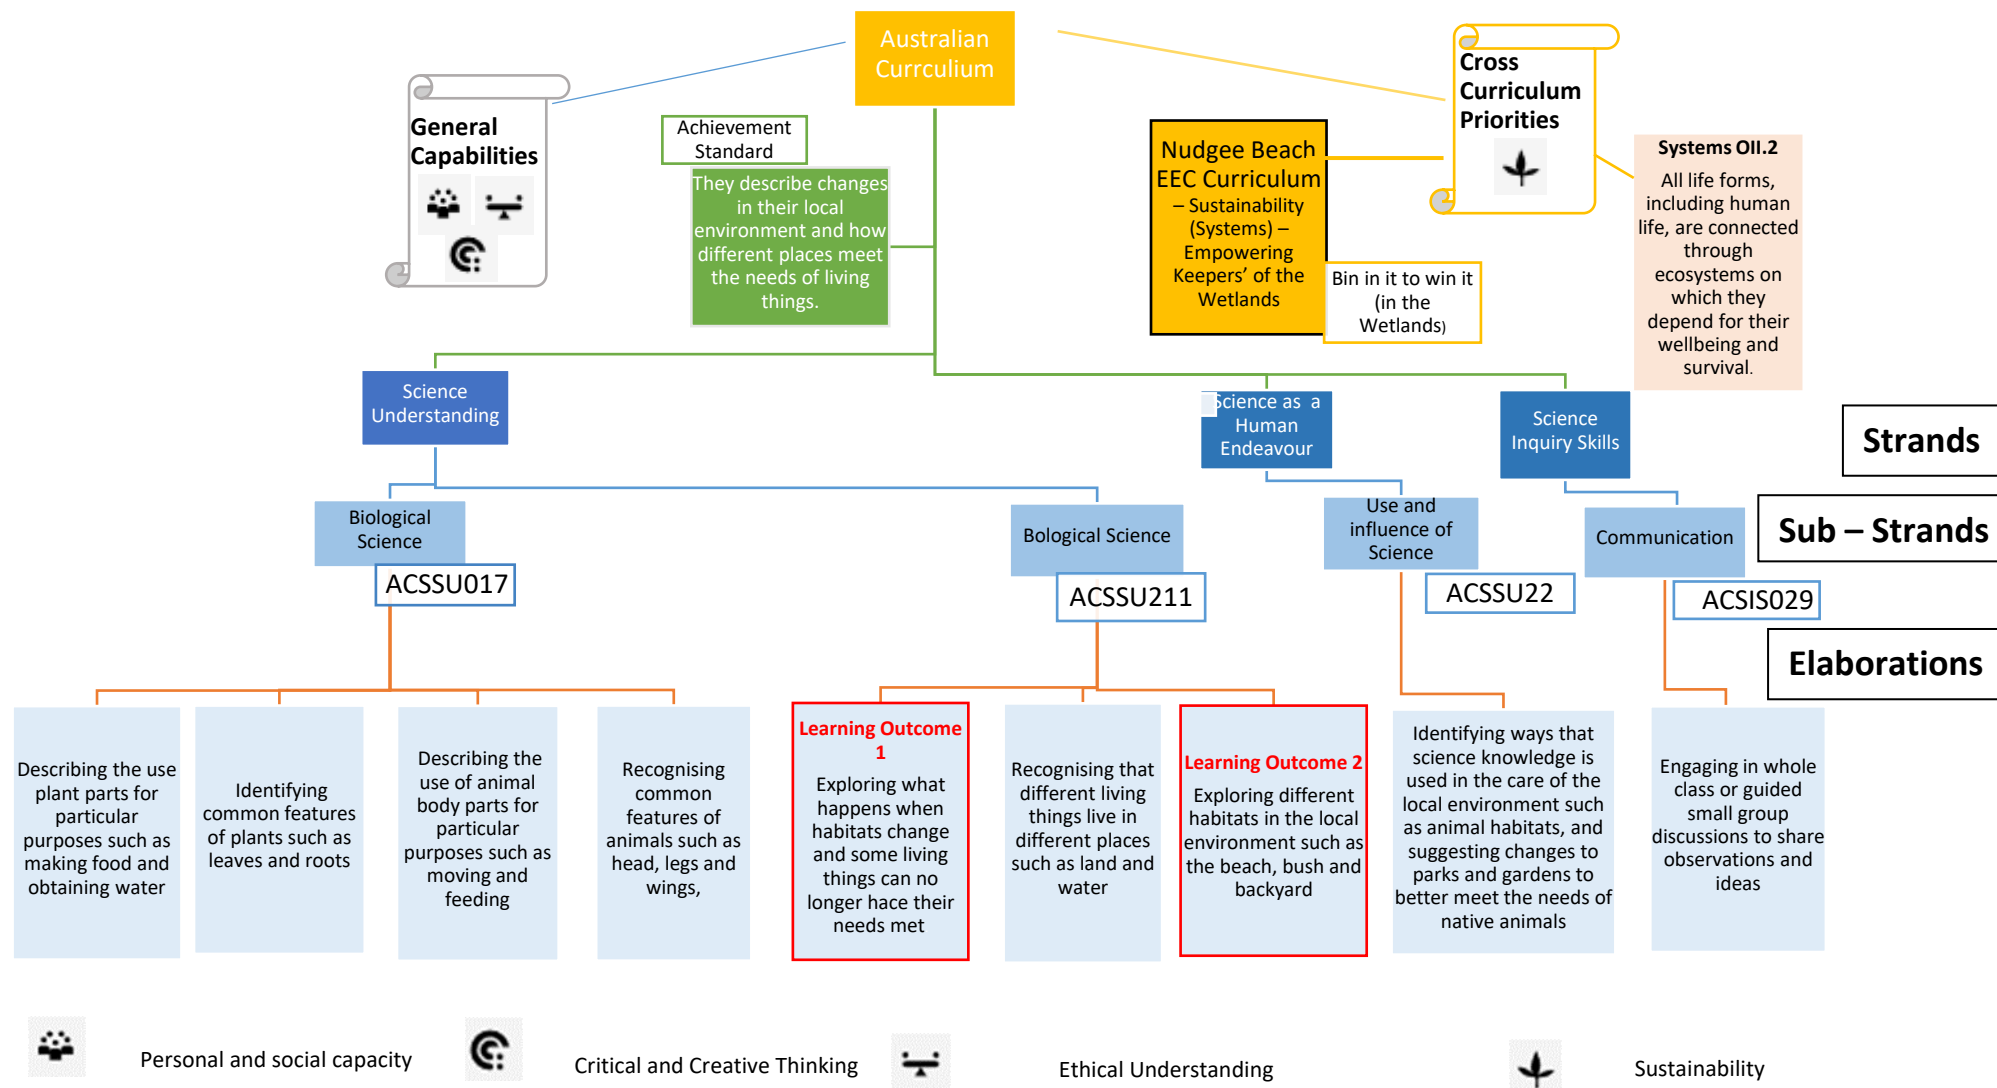 Australian
Currculium
General
Capabilities
Achievement
Standard
They describe changes
in their local
environment and how
different places meet
the needs of living
things.
Nudgee Beach
EEC Curriculum
– Sustainability
(Systems) –
Empowering
Keepers’ of the
Wetlands
Bin in it to win it
(in the
Wetlands)
Cross
Curriculum
Priorities
Systems OII.2
All life forms,
including human
life, are connected
through
ecosystems on
which they
depend for their
wellbeing and
survival.
Science
Understanding
Science as a
Human
Endeavour
Science
Inquiry Skills
Strands
Biological
Science
ACSSU017
Bological Science
ACSSU211
Use and
influence of
Science
ACSSU22
Communication
ACSIS029
Sub – Strands
Elaborations
Describing the use
plant parts for
particular
purposes such as
making food and
obtaining water
Identifying
common features
of plants such as
leaves and roots
Describing the
use of animal
body parts for
particular
purposes such as
moving and
feeding
Recognising
common
features of
animals such as
head, legs and
wings,
Learning Outcome
1
Exploring what
happens when
habitats change
and some living
things can no
longer hace their
needs met
Recognising that
different living
things live in
different places
such as land and
water
Learning Outcome 2
Exploring different
habitats in the local
environment such as
the beach, bush and
backyard
Identifying ways that
science knowledge is
used in the care of the
local environment such
as animal habitats, and
suggesting changes to
parks and gardens to
better meet the needs of
native animals
Engaging in whole
class or guided
small group
discussions to share
observations and
ideas
Personal and social capacity
Critical and Creative Thinking
Ethical Understanding
Sustainability